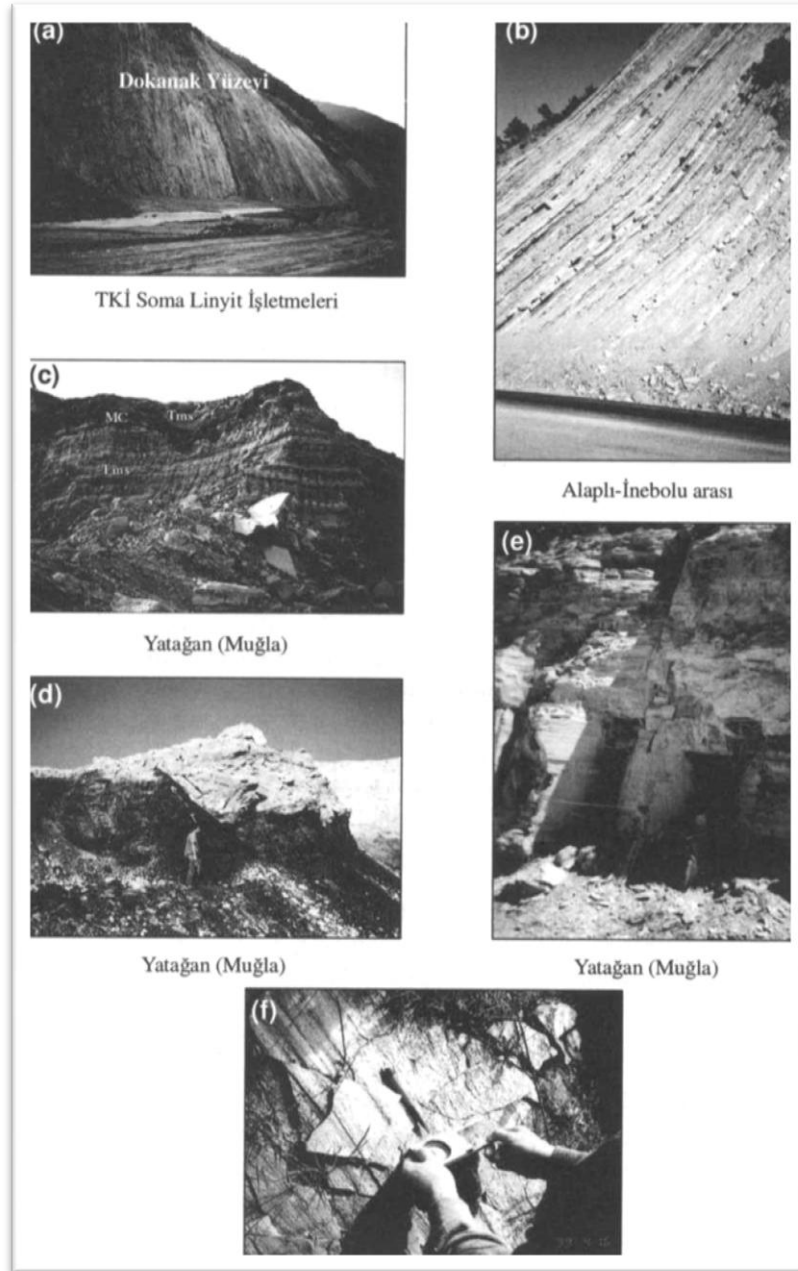 (a)
Dokanak Yüzeyi
TKİ Soma Linyit İşletmeleri
(b)
Alaplı-İnebolu arası
(c)
MC Tms
Yatağan (Muğla)
(d)
Yatağan (Muğla)
(e)
Yatağan (Muğla)
(f)